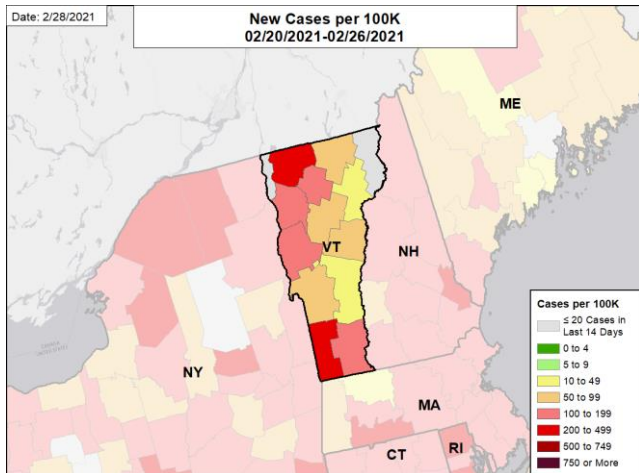 Date: 2/28/2021
New Cases per 100K
02/20/2021-02/26/2021
ME
VT
NH
NY
MA
CT
RI
Cases per 100K
≤ 20 Cases in
Last 14 Days
0 to 4
5 to 9
10 to 49
50 to 99
100 to 199
200 to 499
500 to 749
750 or More